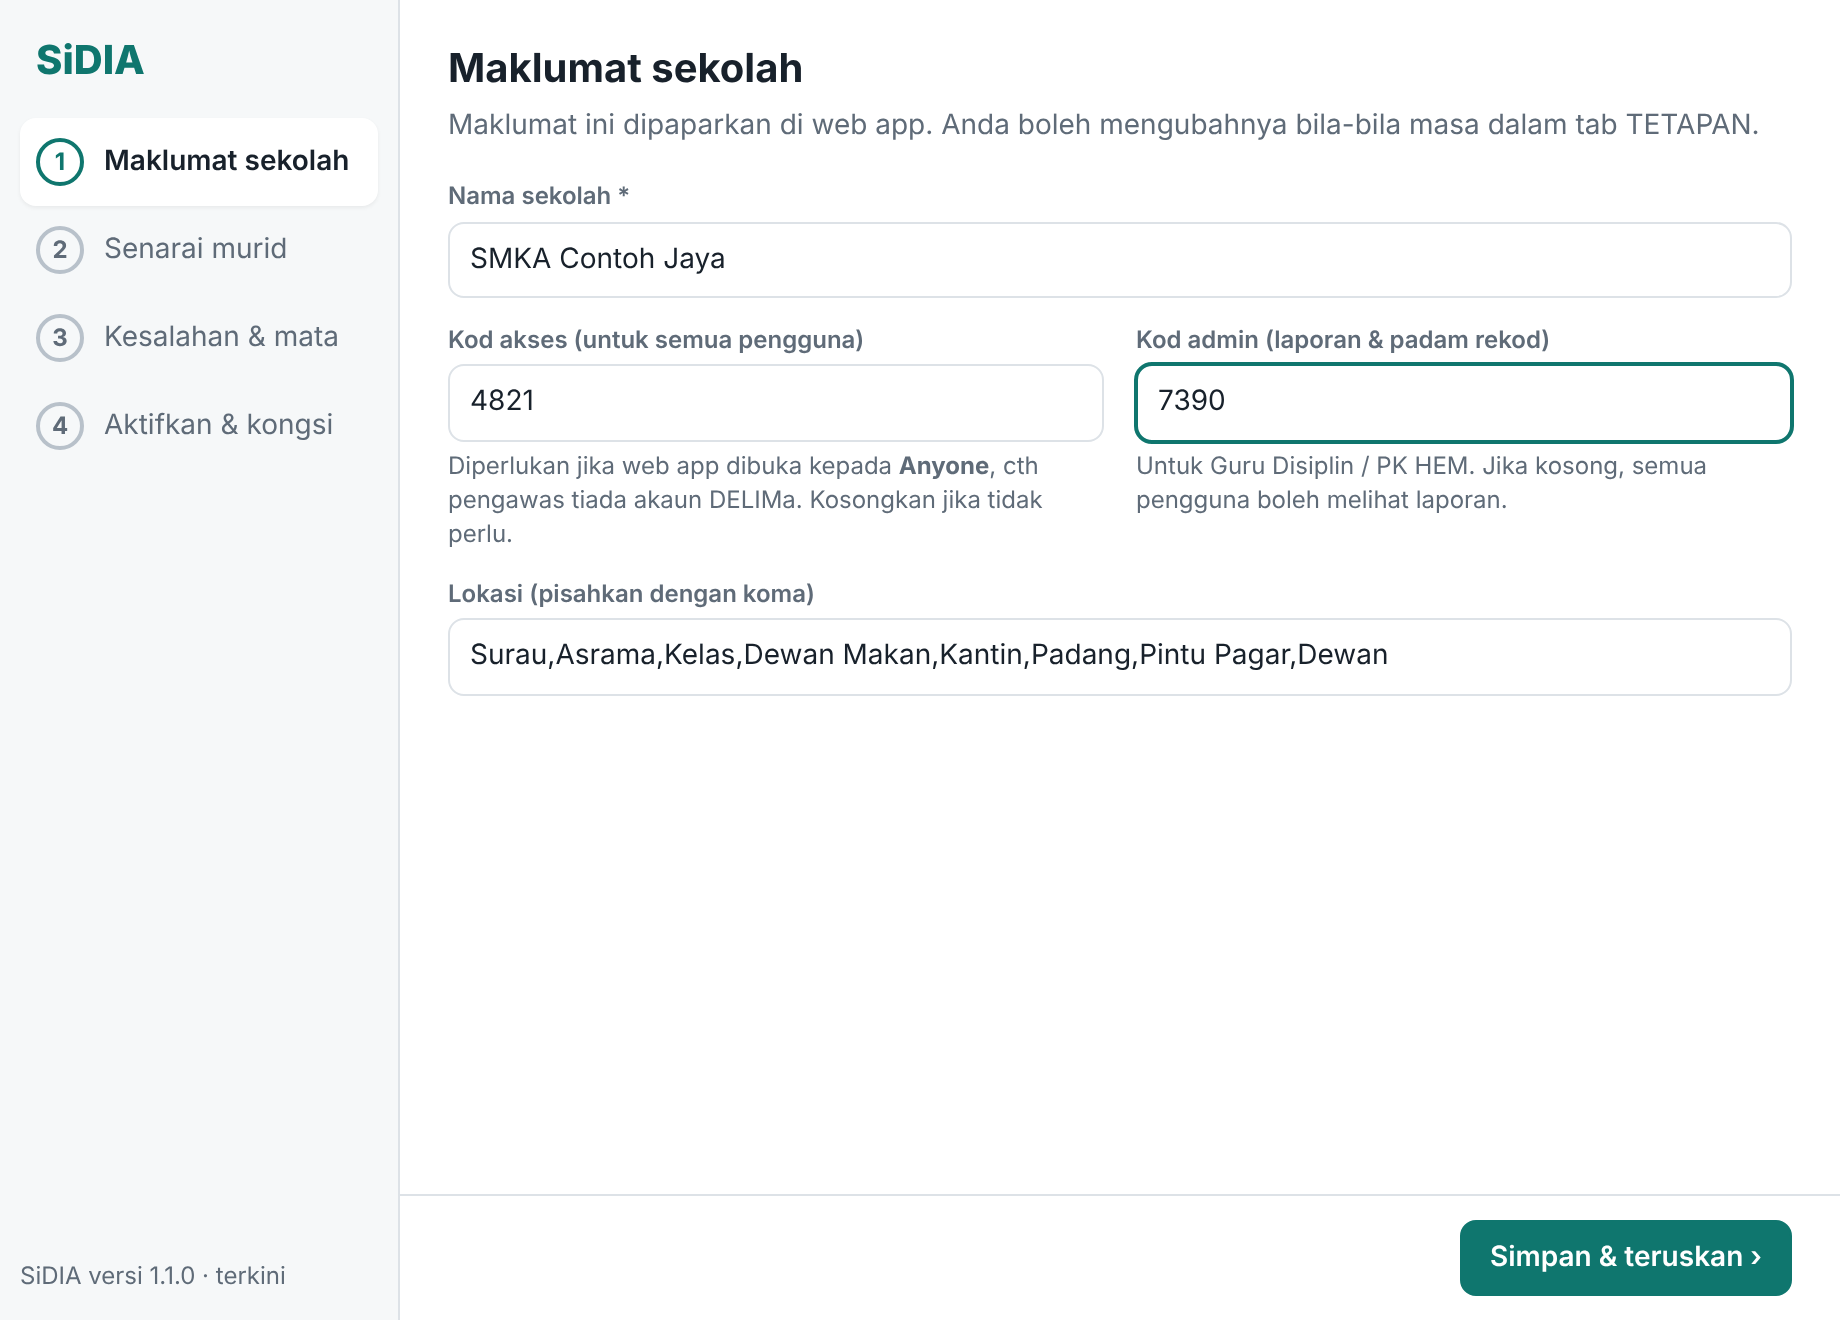 SiDIA
1 Maklumat sekolah
2 Senarai murid
3 Kesalahan & mata
4 Aktifkan & kongsi
SiDIA versi 1.1.0 · terkini
Maklumat sekolah
Maklumat ini dipaparkan di web app. Anda boleh mengubahnya bila-bila masa dalam tab TETAPAN.
Nama sekolah *
SMKA Contoh Jaya
Kod akses (untuk semua pengguna)
4821
Diperlukan jika web app dibuka kepada Anyone, cth
pengawas tiada akaun DELIMa. Kosongkan jika tidak
perlu.
Kod admin (laporan & padam rekod)
7390
Untuk Guru Disiplin / PK HEM. Jika kosong, semua
pengguna boleh melihat laporan.
Lokasi (pisahkan dengan koma)
Surau,Asrama,Kelas,Dewan Makan,Kantin,Padang,Pintu Pagar,Dewan
Simpan & teruskan ›